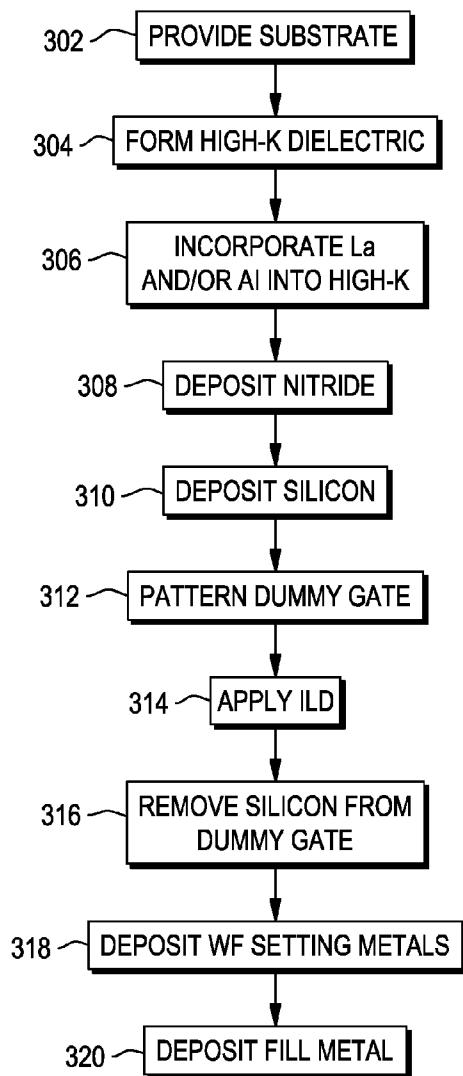 302
PROVIDE SUBSTRATE
304
FORM HIGH-K DIELECTRIC
306
INCORPORATE La
AND/OR Al INTO HIGH-K
308
DEPOSIT NITRIDE
310
DEPOSIT SILICON
312
PATTERN DUMMY GATE
314
APPLY ILD
316
REMOVE SILICON FROM
DUMMY GATE
318
DEPOSIT WF SETTING METALS
320
DEPOSIT FILL METAL